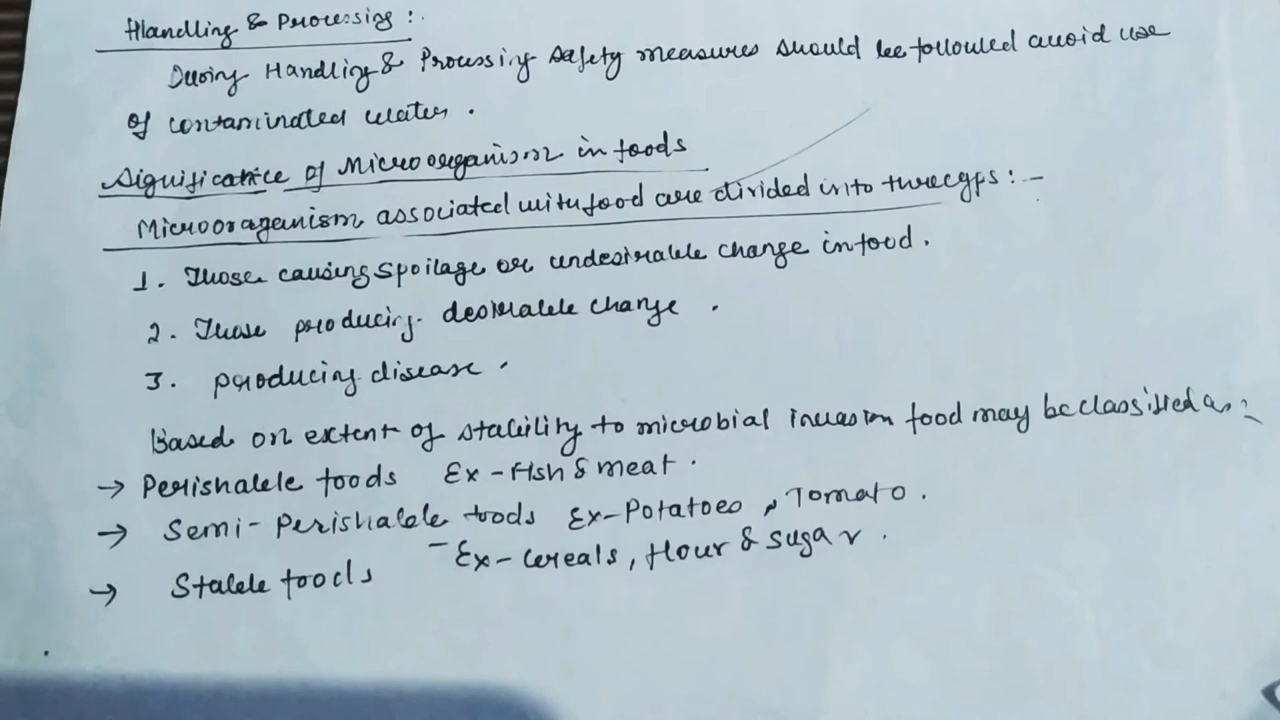 Handling & Processing :.
During Handling & Processing safety measures should be followed avoid use
of contaminated water .
Significance of Microorganism in foods
Microoraganism associated with food are divided into three gps : -
1. Those causing spoilage or undesirable change in food .
2. Those producing desirable change .
3. producing disease .
Based on extent of stability to microbial invasion food may be classified as :-
→ Perishable foods Ex - Fish & meat .
→ Semi - Perishable foods Ex - Potatoes , Tomato .
→ Stable foods - Ex - Cereals , flour & sugar .